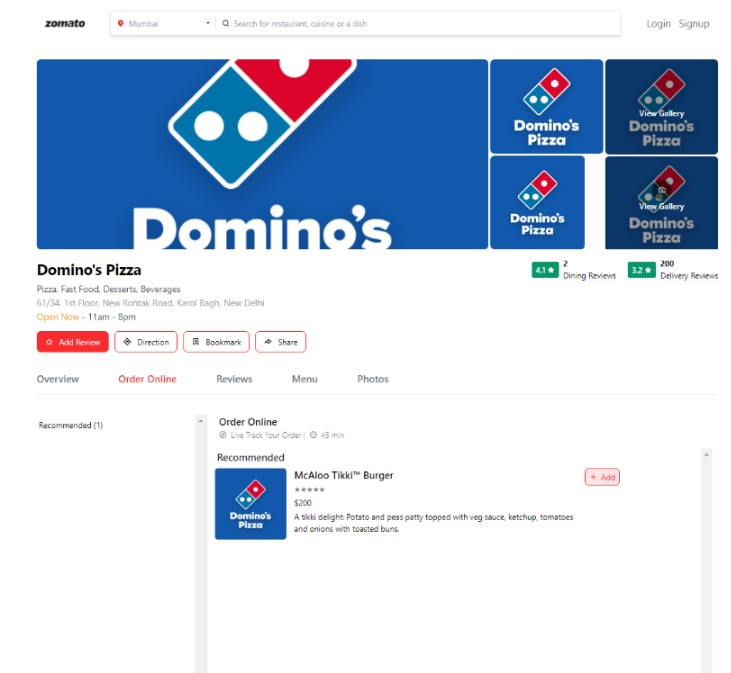 zomato
Mumbai
Search for restaurant, cuisine or a dish
Login Signup
Domino's
Domino's
Pizza
View Gallery
Domino's
Pizza
Domino's
Pizza
View Gallery
Domino's
Pizza
Domino's Pizza
4.1 ★ 2 Dining Reviews
3.2 ★ 200 Delivery Reviews
Pizza, Fast Food, Desserts, Beverages
61/34, 1st Floor, New Rohtak Road, Karol Bagh, New Delhi
Open Now - 11am - 8pm
Add Review
Direction
Bookmark
Share
Overview
Order Online
Reviews
Menu
Photos
Recommended (1)
Order Online
Live Track Your Order | 45 min
Recommended
Domino's
Pizza
McAloo Tikki™ Burger
+ Add
$200
A tikki delight: Potato and peas patty topped with veg sauce, ketchup, tomatoes
and onions with toasted buns.